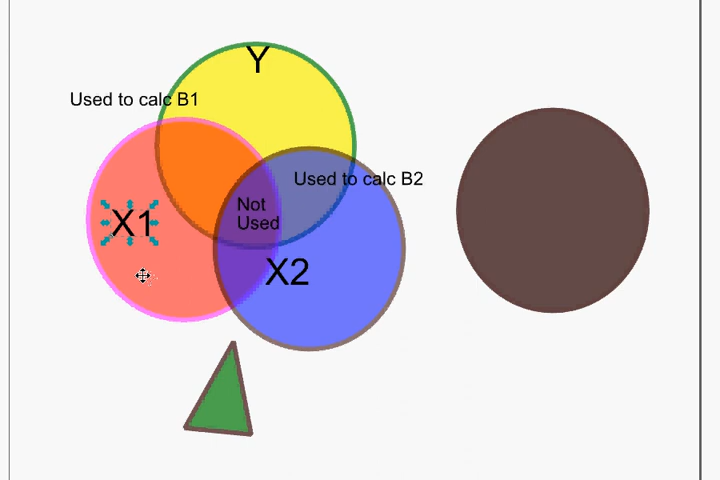 Y
Used to calc B1
Used to calc B2
Not
Used
X1
X2